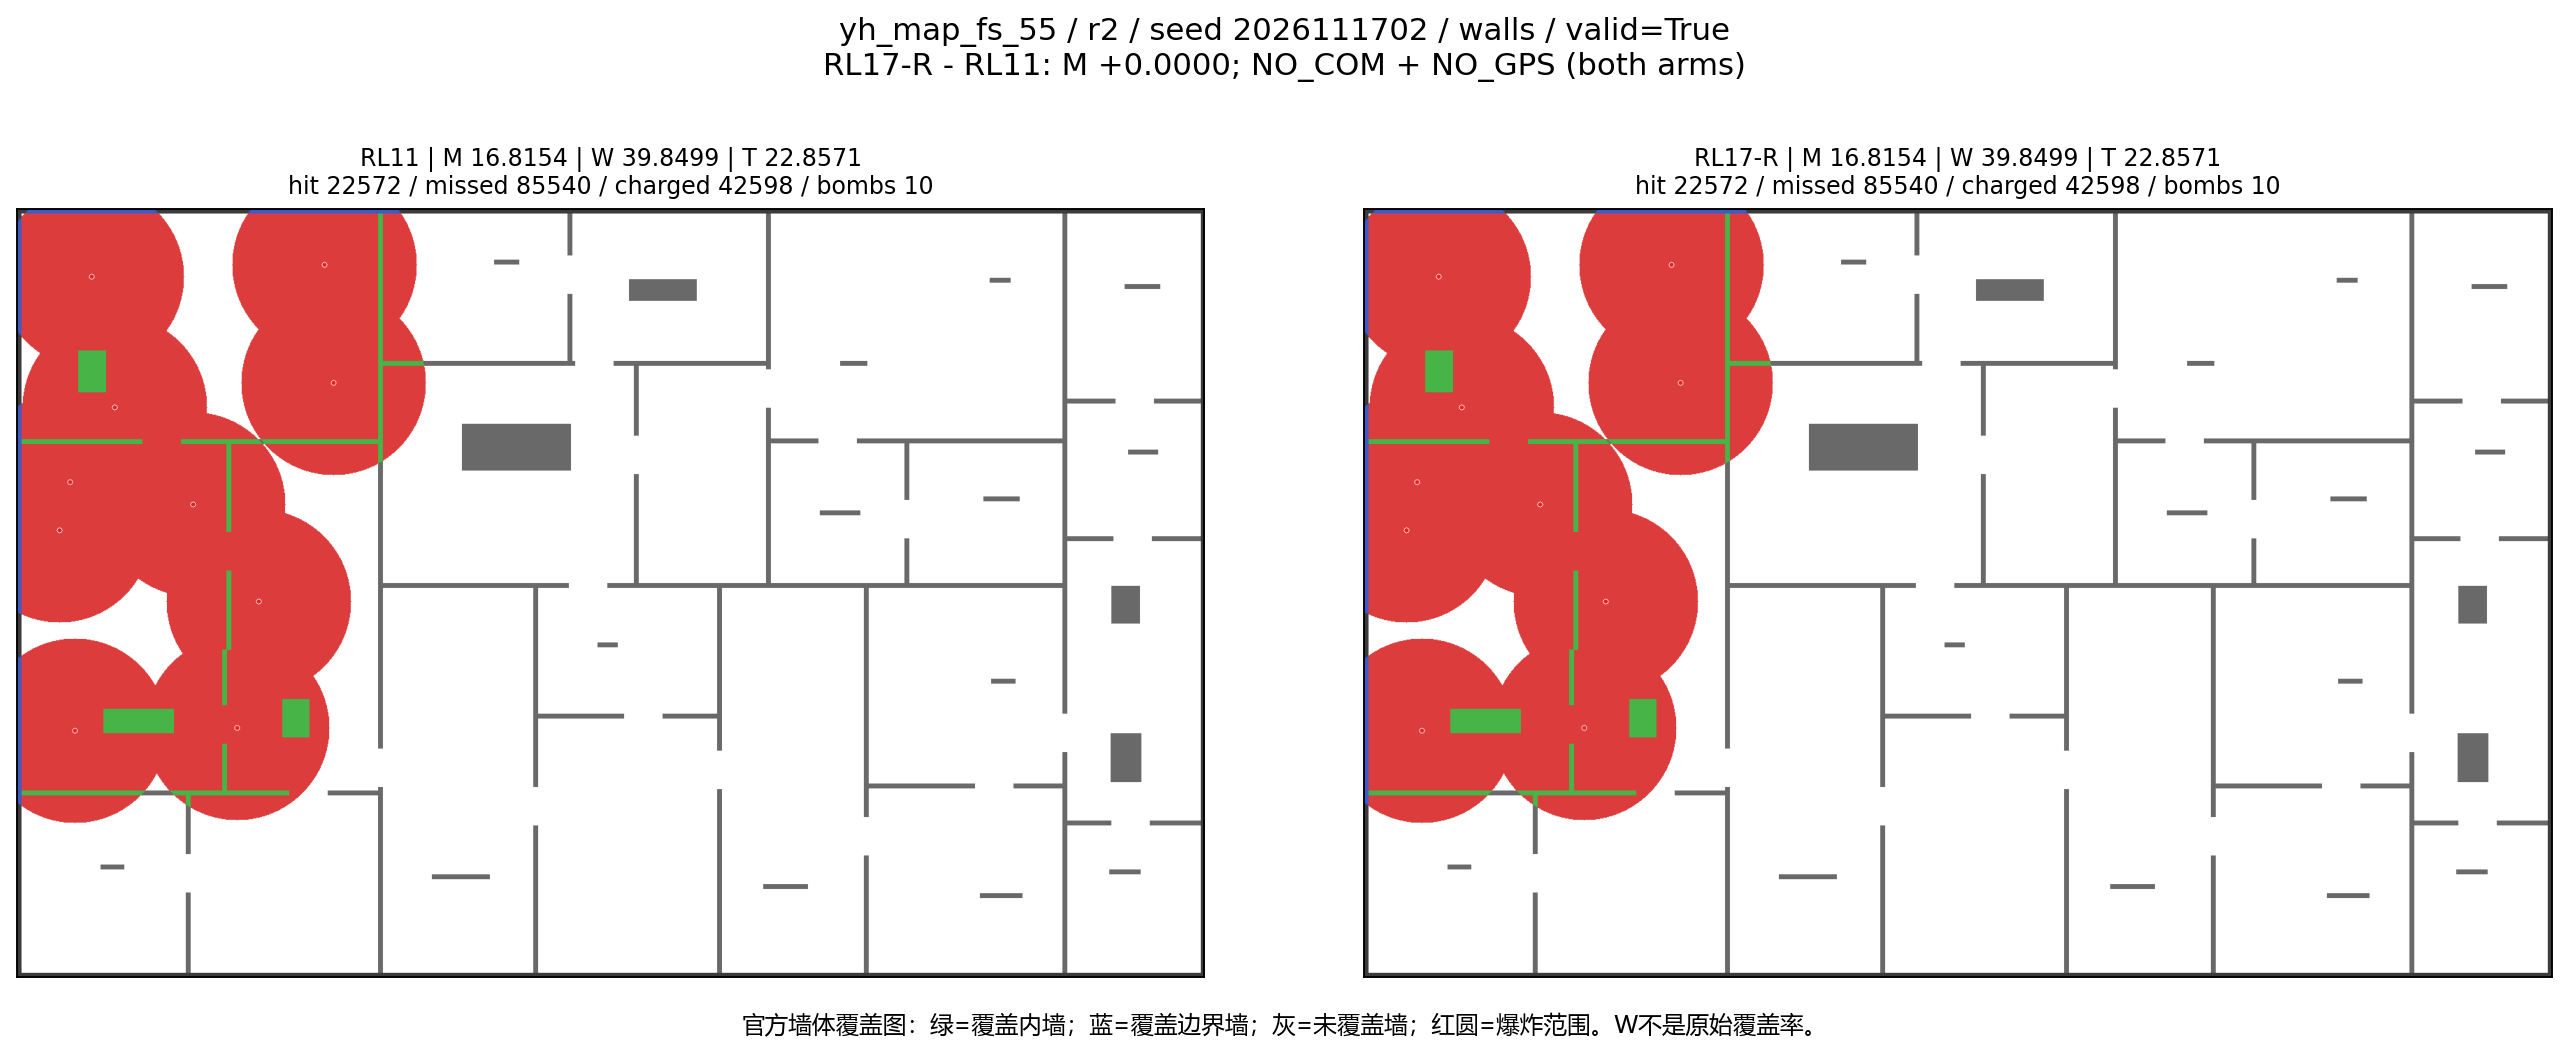 yh_map_fs_55 / r2 / seed 2026111702 / walls / valid=True
RL17-R - RL11: M +0.0000; NO_COM + NO_GPS (both arms)
RL11 | M 16.8154 | W 39.8499 | T 22.8571
hit 22572 / missed 85540 / charged 42598 / bombs 10
RL17-R | M 16.8154 | W 39.8499 | T 22.8571
hit 22572 / missed 85540 / charged 42598 / bombs 10
官方墙体覆盖图：绿=覆盖内墙；蓝=覆盖边界墙；灰=未覆盖墙；红圆=爆炸范围。W不是原始覆盖率。